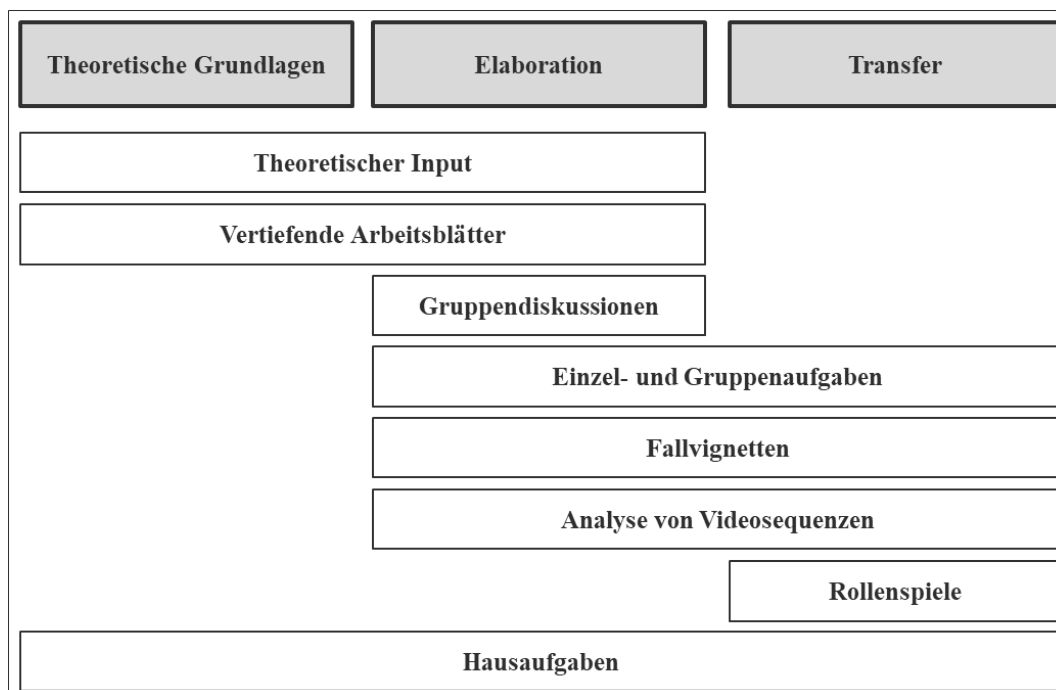 Theoretische Grundlagen
Elaboration
Transfer
Theoretischer Input
Vertiefende Arbeitsblätter
Gruppendiskussionen
Einzel- und Gruppenaufgaben
Fallvignetten
Analyse von Videosequenzen
Rollenspiele
Hausaufgaben